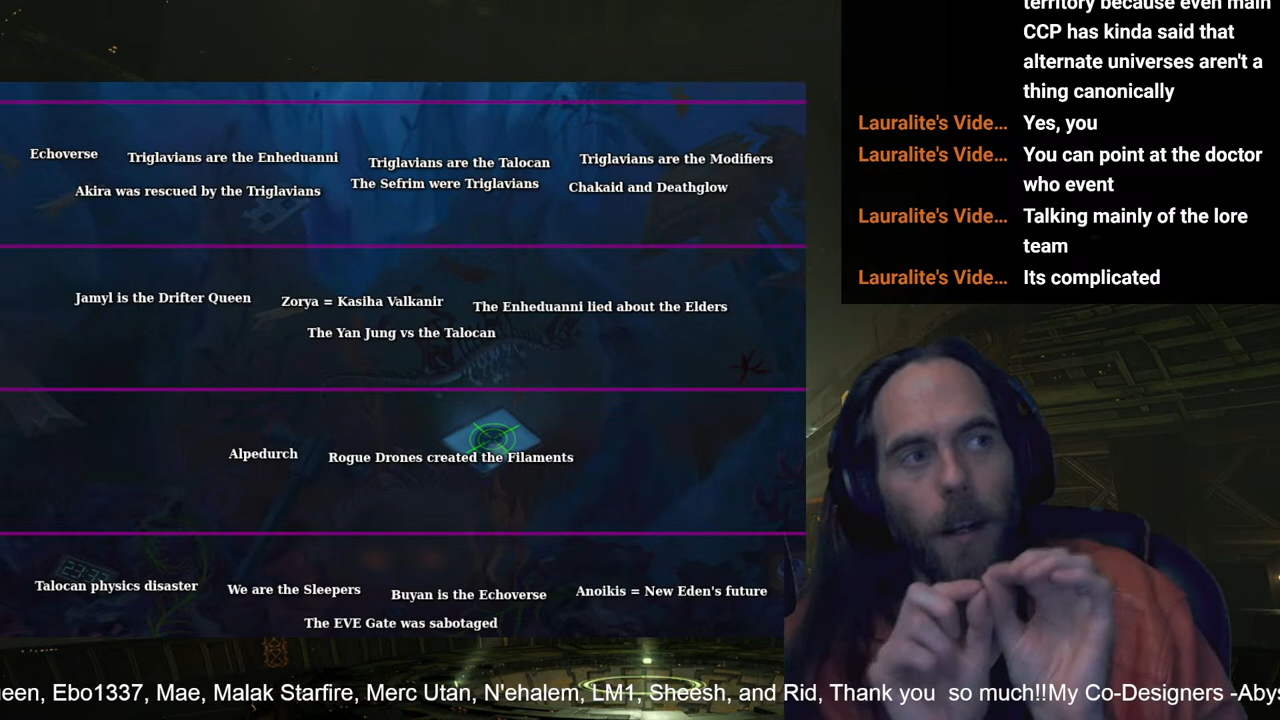 territory because even main
CCP has kinda said that
alternate universes aren't a
thing canonically
Lauralite's Vide… Yes, you
Lauralite's Vide… You can point at the doctor
who event
Lauralite's Vide… Talking mainly of the lore
team
Lauralite's Vide… Its complicated
Echoverse
Triglavians are the Enheduanni
Triglavians are the Talocan
Triglavians are the Modifiers
Akira was rescued by the Triglavians
The Sefrim were Triglavians
Chakaid and Deathglow
Jamyl is the Drifter Queen
Zorya = Kasiha Valkanir
The Enheduanni lied about the Elders
The Yan Jung vs the Talocan
Alpedurch
Rogue Drones created the Filaments
23:37
Talocan physics disaster
We are the Sleepers
Buyan is the Echoverse
Anoikis = New Eden's future
The EVE Gate was sabotaged
een, Ebo1337, Mae, Malak Starfire, Merc Utan, N'ehalem, LM1, Sheesh, and Rid, Thank you so much!!My Co-Designers -Abys